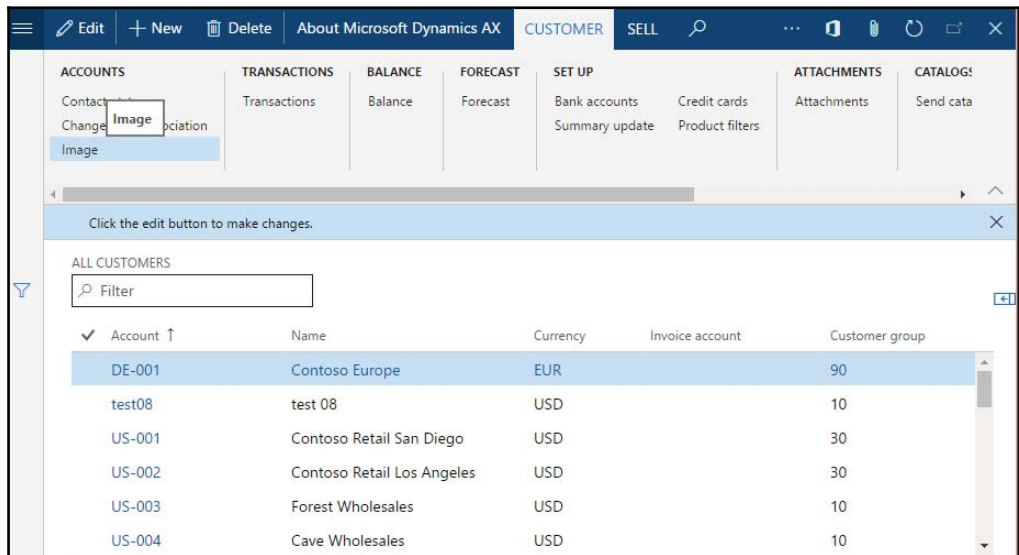 Edit New Delete About Microsoft Dynamics AX CUSTOMER SELL
ACCOUNTS TRANSACTIONS BALANCE FORECAST SET UP ATTACHMENTS CATALOGS
Transactions Balance Forecast Bank accounts Credit cards Attachments Send cata
Image
Change Summary update Product filters
Image
Click the edit button to make changes.
ALL CUSTOMERS
Filter
Account Name Currency Invoice account Customer group
DE-001 Contoso Europe EUR 90
test08 test 08 USD 10
US-001 Contoso Retail San Diego USD 30
US-002 Contoso Retail Los Angeles USD 30
US-003 Forest Wholesales USD 10
US-004 Cave Wholesales USD 10